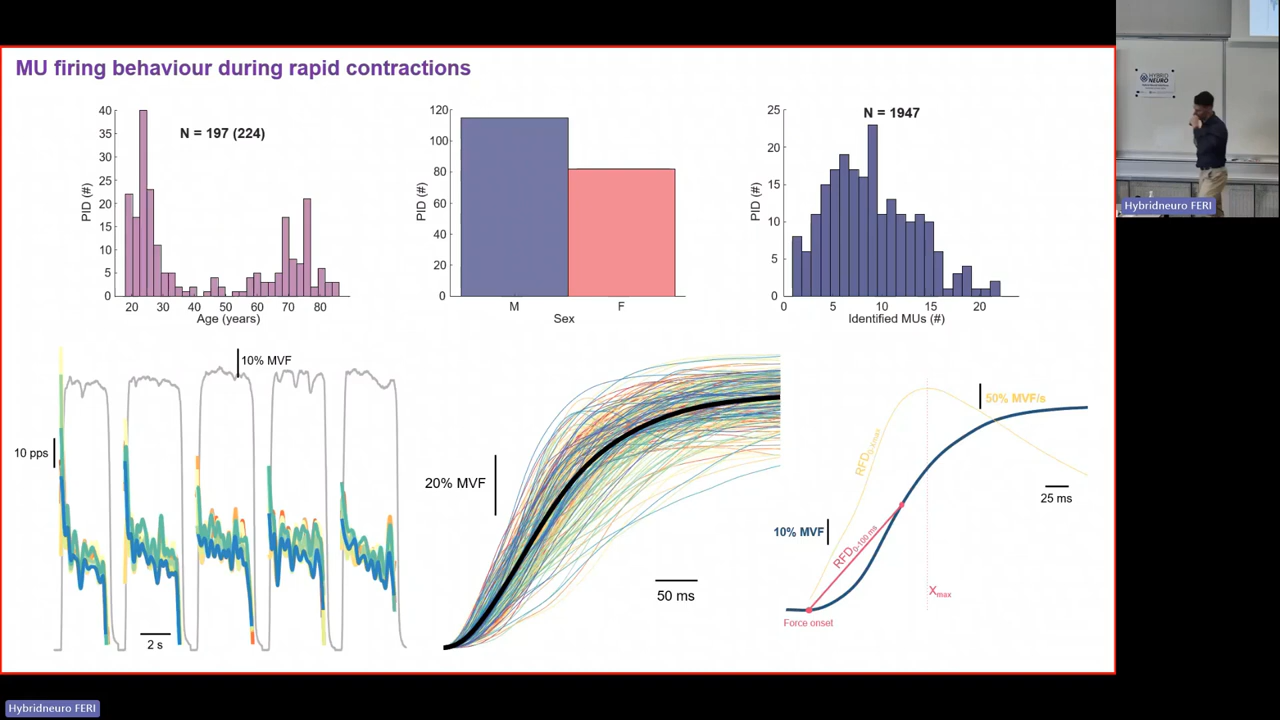 MU firing behaviour during rapid contractions
40
35
30
25
20
15
10
5
0
PID (#)
N = 197 (224)
20 30 40 50 60 70 80
Age (years)
120
100
80
60
40
20
0
PID (#)
M F
Sex
25
20
15
10
5
0
PID (#)
N = 1947
0 5 10 15 20
Identified MUs (#)
10% MVF
10 pps
2 s
20% MVF
50 ms
50% MVF/s
RFD0-Xmax
25 ms
10% MVF
RFD0-100 ms
Xmax
Force onset
HYBRID
NEURO
Hybridneuro FERI
Hybridneuro FERI